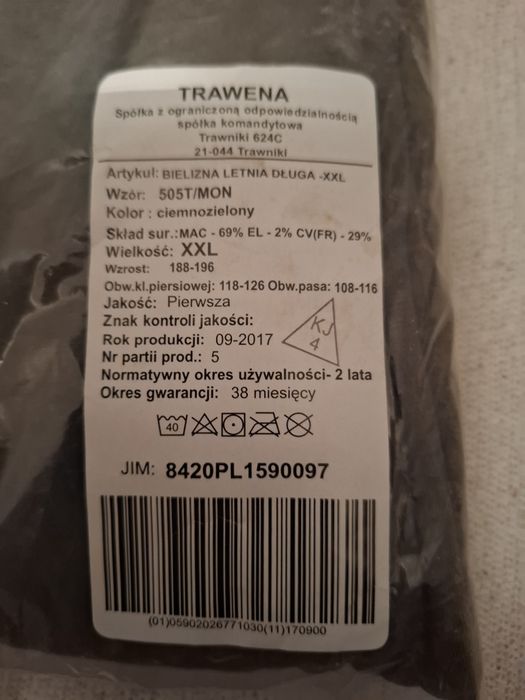 TRAWENA
Spółka z ograniczoną odpowiedzialnością
spółka komandytowa
Trawniki 624C
21-044 Trawniki
Artykuł: BIELIZNA LETNIA DŁUGA -XXL
Wzór: 505T/MON
Kolor : ciemnozielony
Skład sur.:MAC - 69% EL - 2% CV(FR) - 29%
Wielkość: XXL
Wzrost: 188-196
Obw.kl.piersiowej: 118-126 Obw.pasa: 108-116
Jakość: Pierwsza
Znak kontroli jakości:
KJ
4
Rok produkcji: 09-2017
Nr partii prod.: 5
Normatywny okres używalności- 2 lata
Okres gwarancji: 38 miesięcy
40
JIM: 8420PL1590097
(01)05902026771030(11)170900